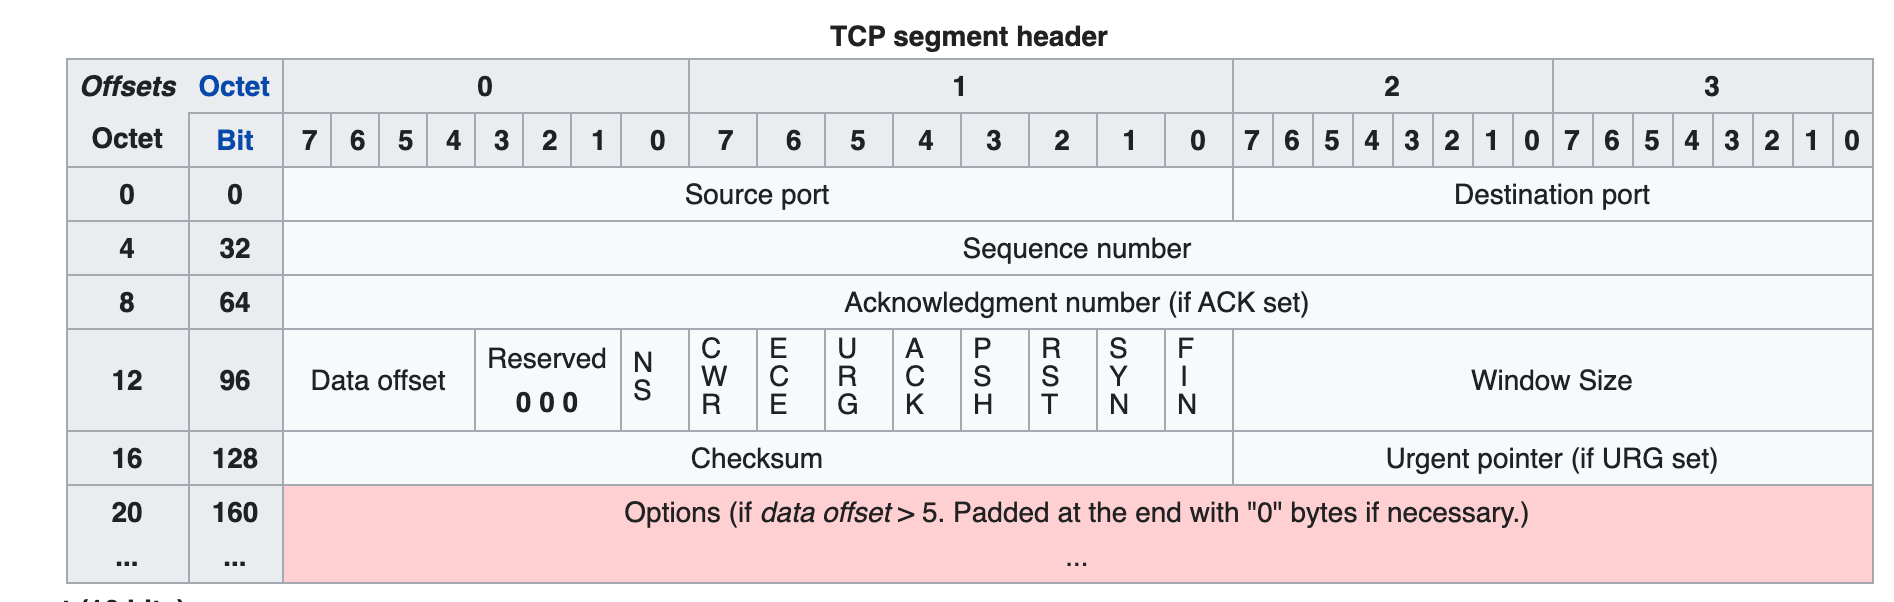 TCP segment header
Offsets Octet 0 1 2 3
Octet Bit 7 6 5 4 3 2 1 0 7 6 5 4 3 2 1 0 7 6 5 4 3 2 1 0 7 6 5 4 3 2 1 0
0 0 Source port Destination port
4 32 Sequence number
8 64 Acknowledgment number (if ACK set)
12 96 Data offset Reserved 0 0 0 NS CWR ECE URG ACK PSH RST SYN FIN Window Size
16 128 Checksum Urgent pointer (if URG set)
20 160 Options (if data offset > 5. Padded at the end with "0" bytes if necessary.)
... ... ...